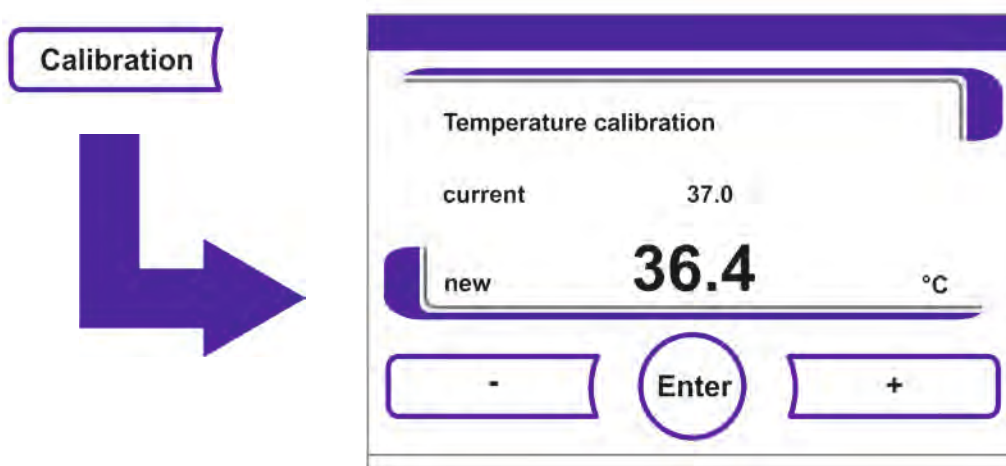 Calibration
Temperature calibration
current 37.0
new 36.4 °C
- Enter +